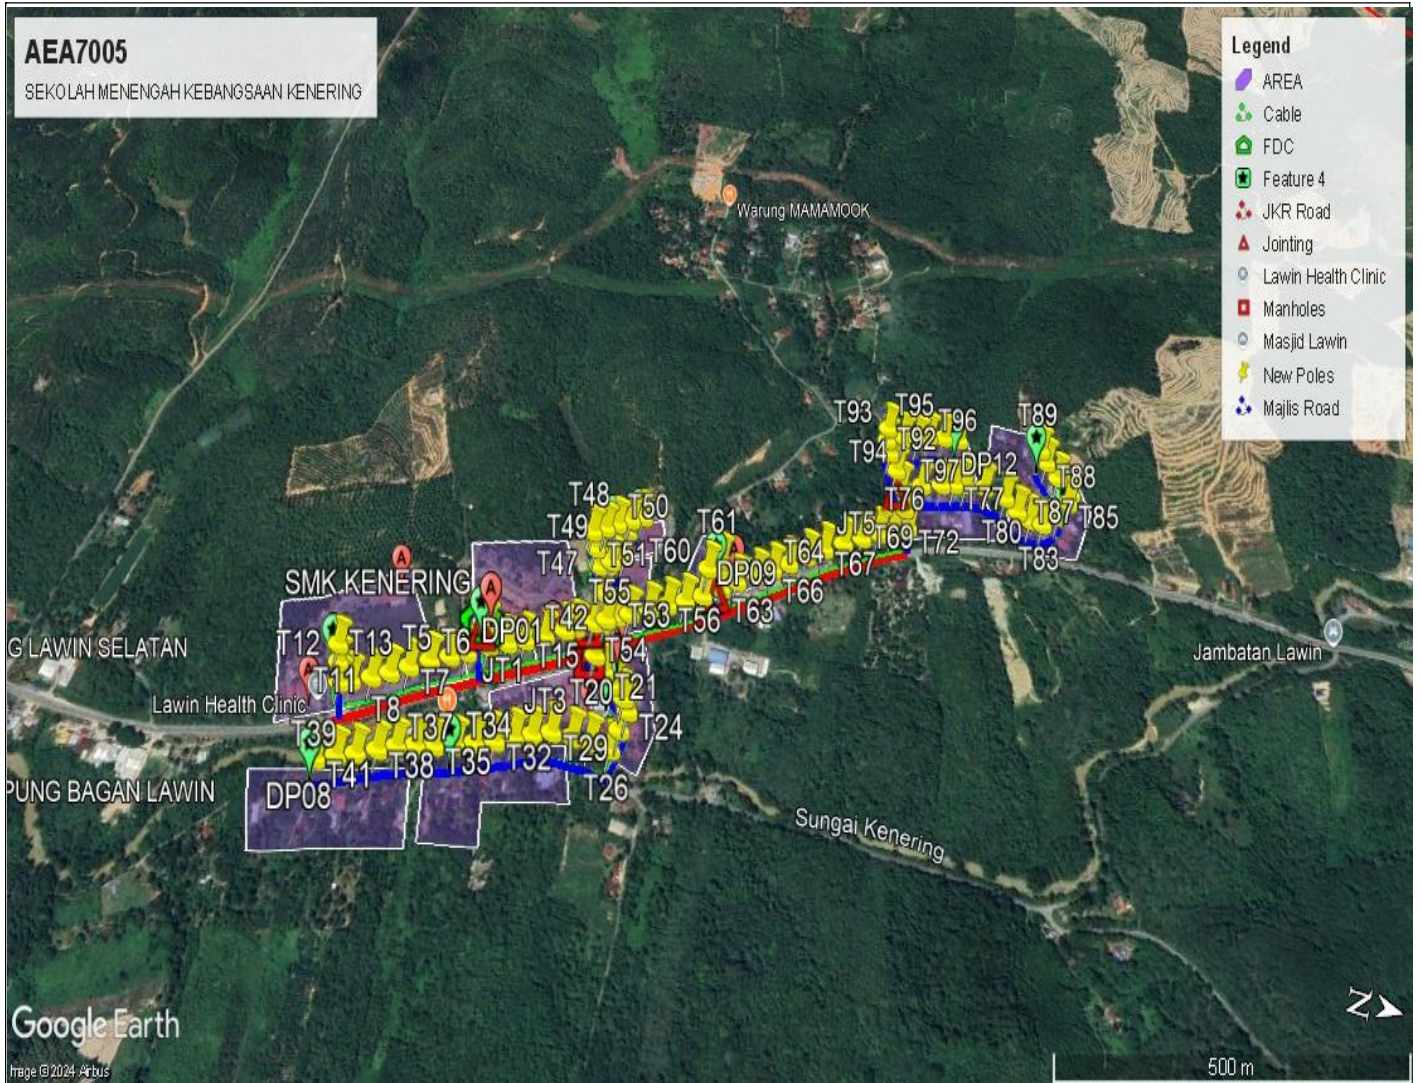 AEA7005
SEKOLAH MENENGAH KEBANGSAAN KENERING
Legend
AREA
Cable
FDC
Feature 4
JKR Road
Jointing
Lawin Health Clinic
Manholes
Masjid Lawin
New Poles
Majlis Road
Warung MAMAMOOK
T93
T95
T96
T89
T94
T92
T97
DP12
T88
T76
T77
T87
T85
T80
T83
T48
T50
T49
T47
T51
T60
T61
T64
JT5
T69
T72
T67
T66
DP09
T63
T55
T53
T56
T42
T54
SMK.KENERING
DP01
T12
T13
T5
T6
T15
JT1
T11
T7
T8
T20
T21
JT3
T24
G LAWIN SELATAN
Lawin Health Clinic
T39
T37
T34
T29
T41
T38
T35
T32
T26
DP08
PUNG BAGAN LAWIN
Jambatan Lawin
Sungai Kenering
Google Earth
Image © 2024 Airbus
N
500 m
A
A